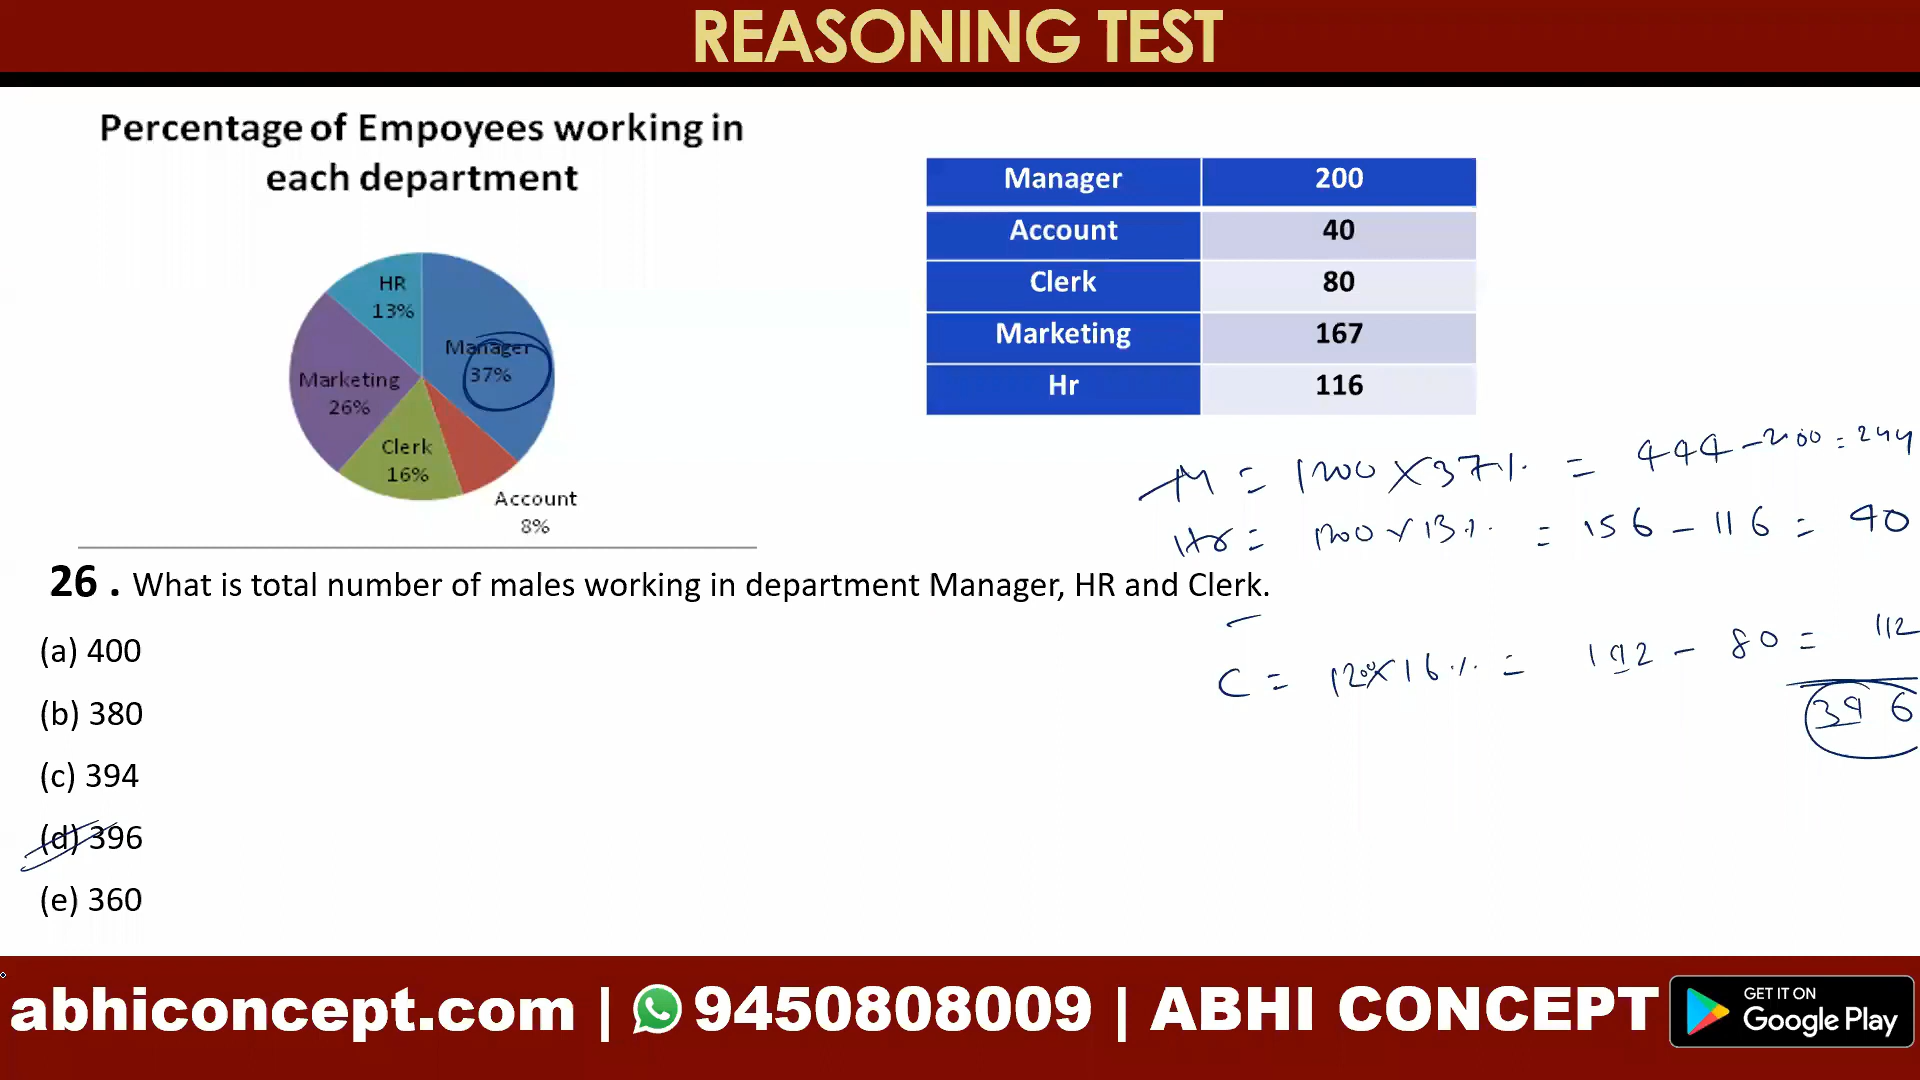 REASONING TEST
Percentage of Empoyees working in
each department
HR
13%
Manager
37%
Marketing
26%
Clerk
16%
Account
8%
Manager 200
Account 40
Clerk 80
Marketing 167
Hr 116
M = 1200 X 37% = 444 - 200 = 244
Hr = 1200 X 13% = 156 - 116 = 40
26 . What is total number of males working in department Manager, HR and Clerk.
C = 1200 X 16% = 192 - 80 = 112
396
(a) 400
(b) 380
(c) 394
(d) 396
(e) 360
abhiconcept.com | 9450808009 | ABHI CONCEPT
GET IT ON
Google Play